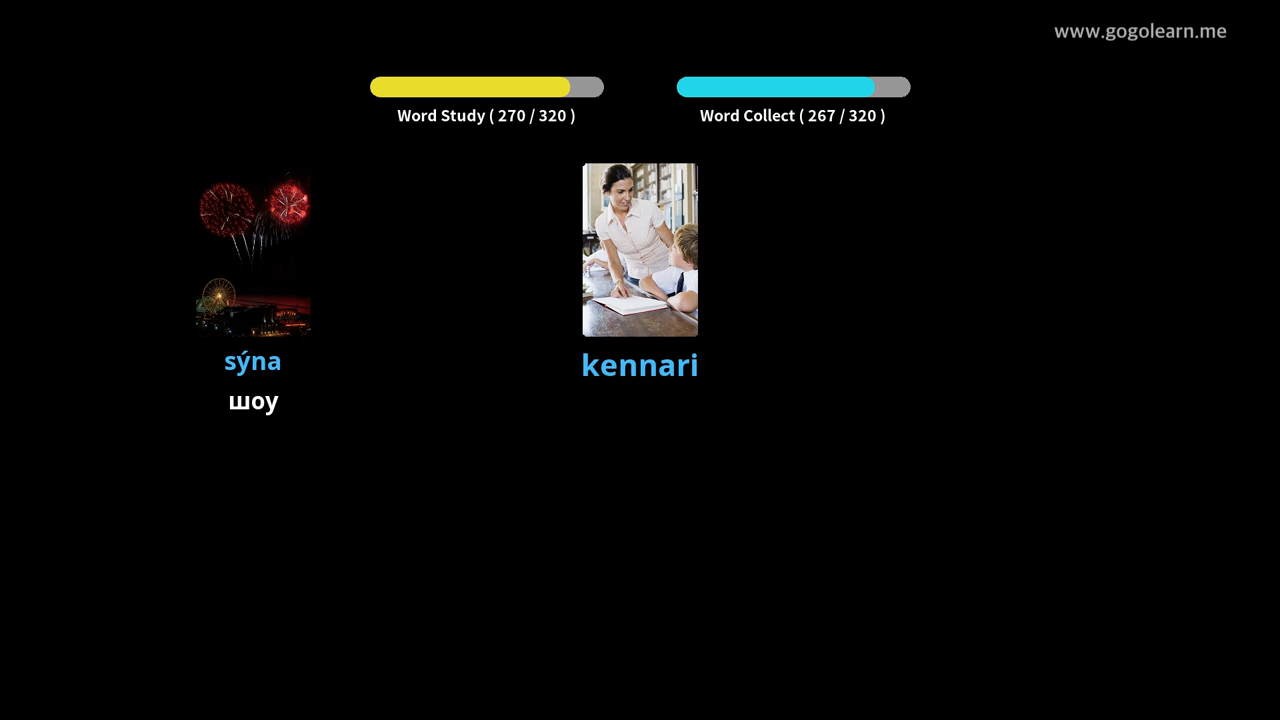 www.gogolearn.me
Word Study ( 270 / 320 )
Word Collect ( 267 / 320 )
sýna
шоу
kennari